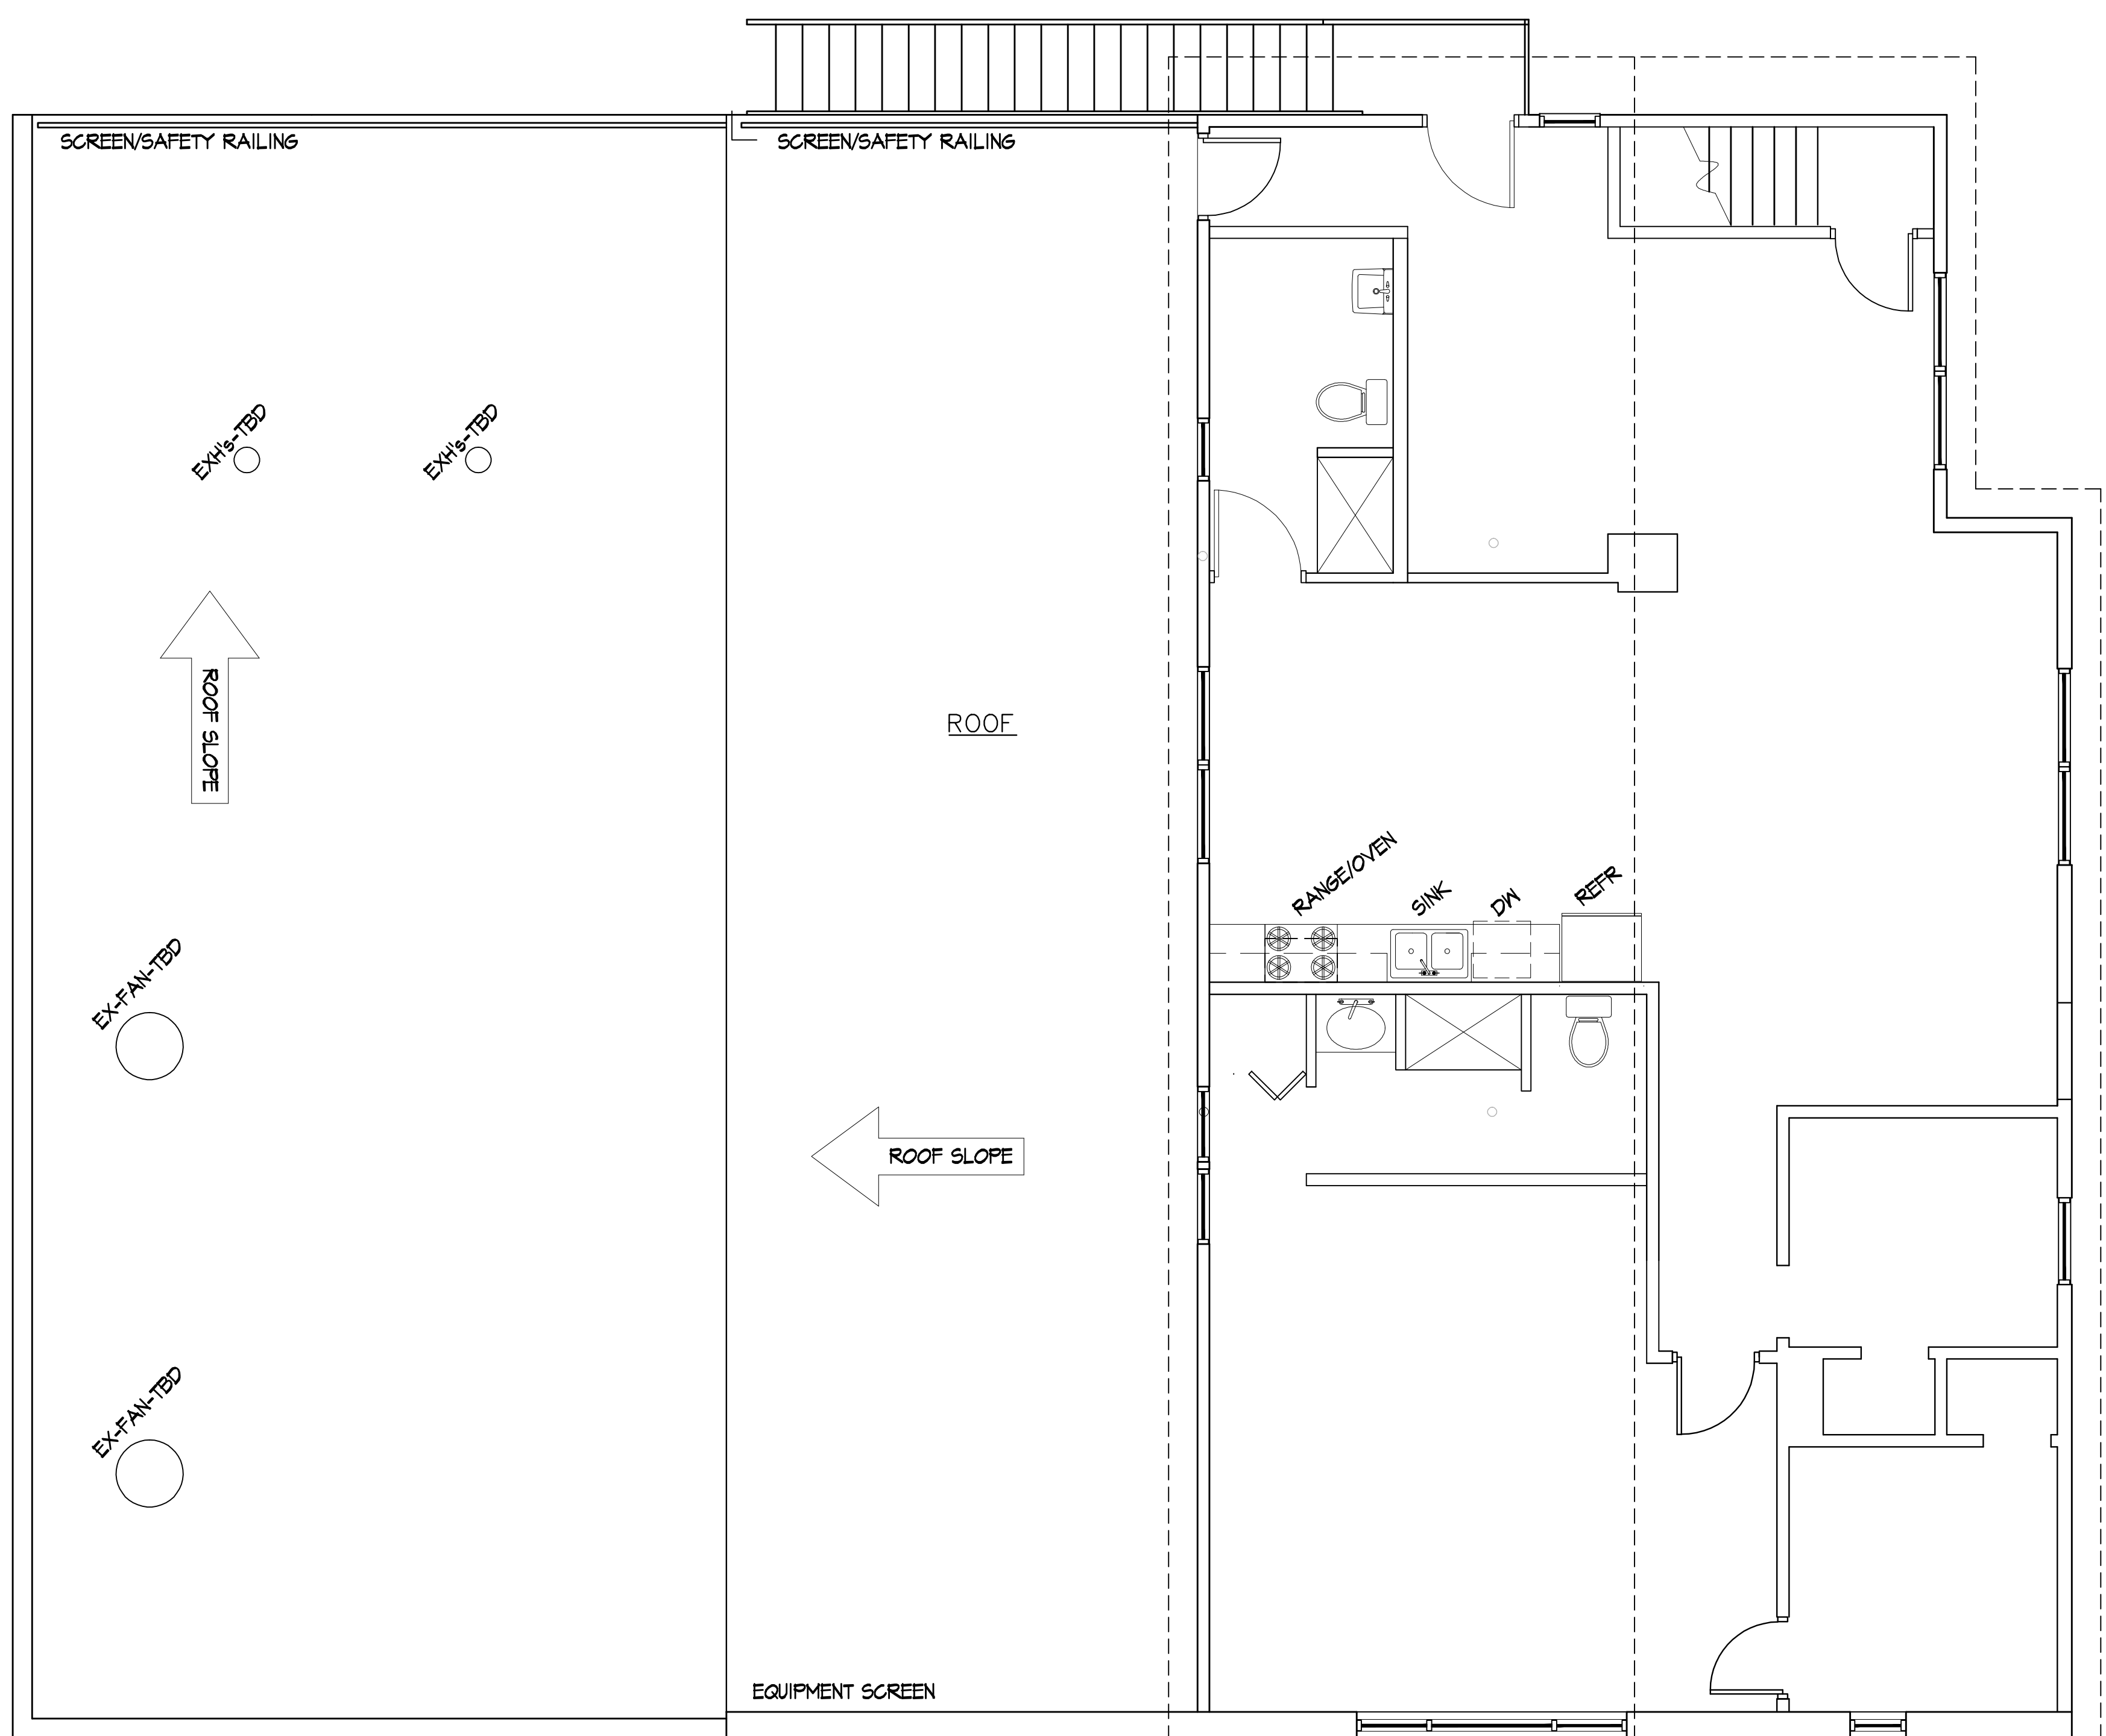 SCREEN/SAFETY RAILING
SCREEN/SAFETY RAILING
EXH's-TBD
EXH's-TBD
ROOF SLOPE
ROOF
RANGE/OVEN
SINK
DW
REFR
EX-FAN-TBD
ROOF SLOPE
EX-FAN-TBD
EQUIPMENT SCREEN